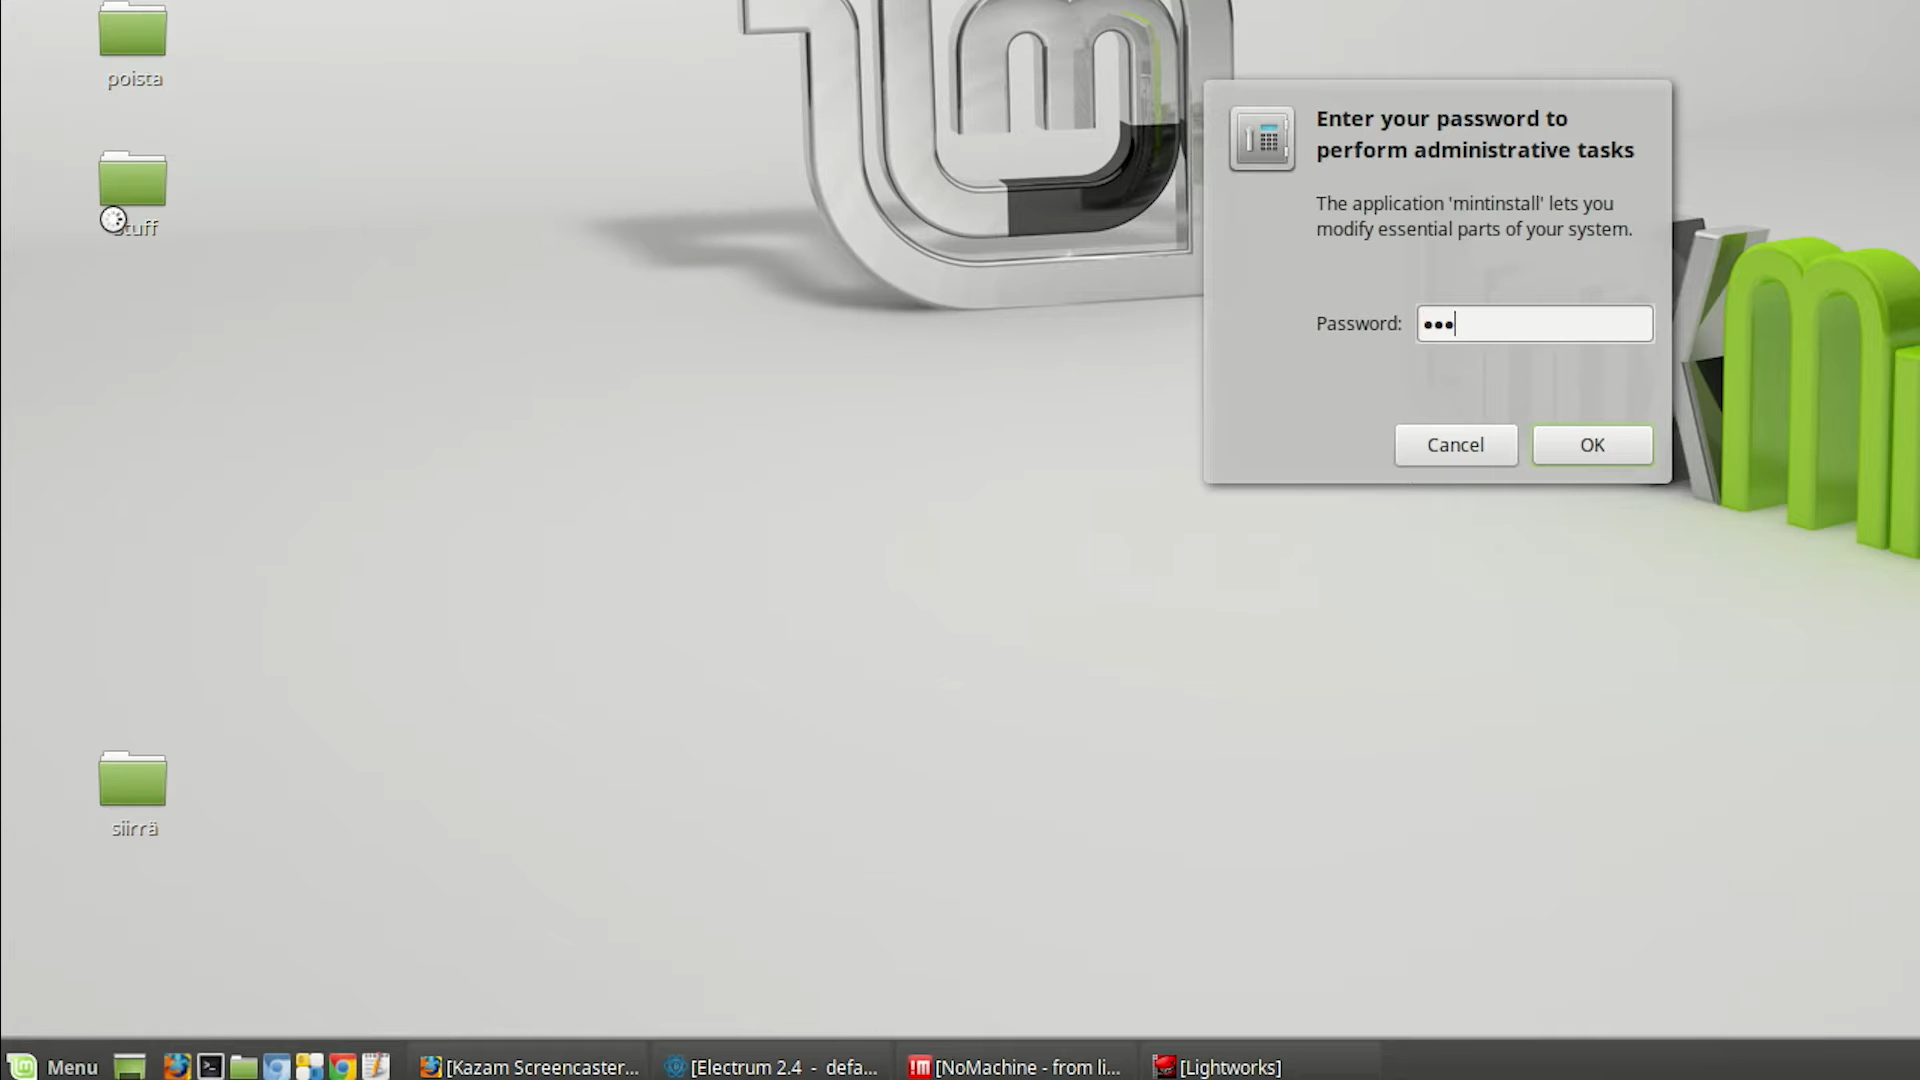 poista
stuff
siirrä
Enter your password to
perform administrative tasks
The application 'mintinstall' lets you
modify essential parts of your system.
Password:
Cancel
OK
Menu
[Kazam Screencaster...
[Electrum 2.4 - defa...
[NoMachine - from li...
[Lightworks]